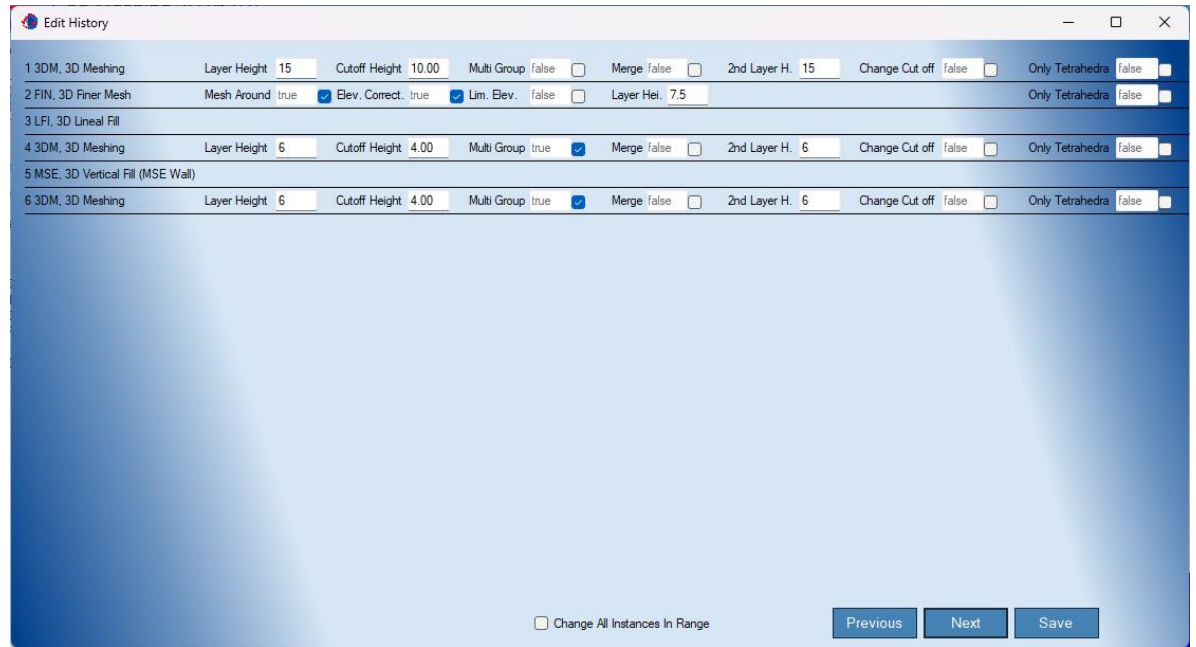 Edit History
1 3DM, 3D Meshing Layer Height 15 Cutoff Height 10.00 Multi Group false Merge false 2nd Layer H. 15 Change Cut off false Only Tetrahedra false
2 FIN, 3D Finer Mesh Mesh Around true Elev. Correct. true Lim. Elev. false Layer Hei. 7.5 Only Tetrahedra false
3 LFI, 3D Lineal Fill
4 3DM, 3D Meshing Layer Height 6 Cutoff Height 4.00 Multi Group true Merge false 2nd Layer H. 6 Change Cut off false Only Tetrahedra false
5 MSE, 3D Vertical Fill (MSE Wall)
6 3DM, 3D Meshing Layer Height 6 Cutoff Height 4.00 Multi Group true Merge false 2nd Layer H. 6 Change Cut off false Only Tetrahedra false
Change All Instances In Range Previous Next Save